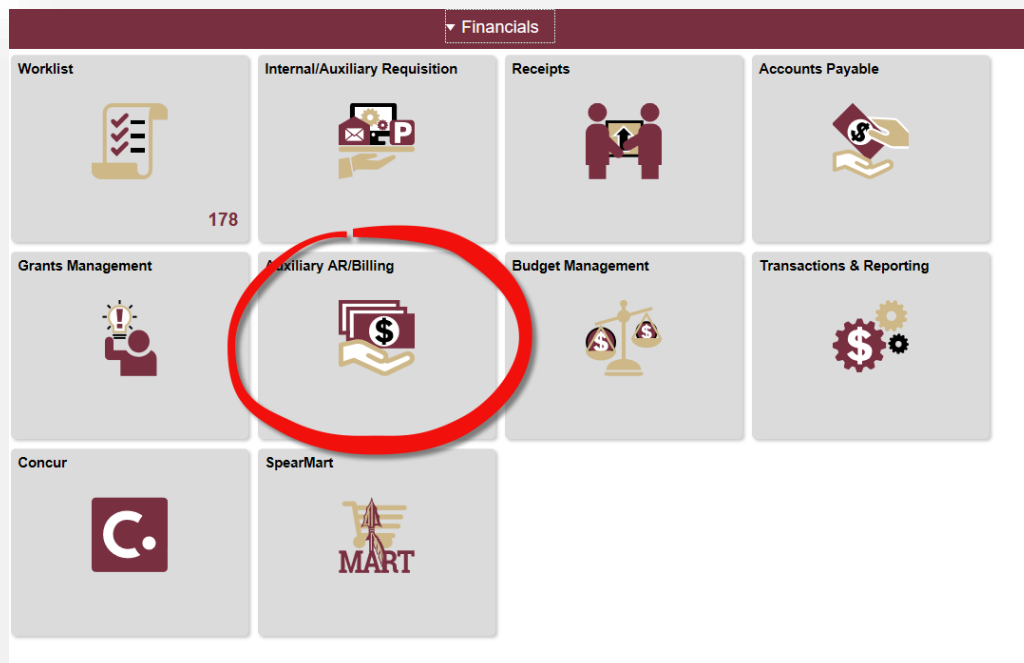 Financials
Worklist
Internal/Auxiliary Requisition
Receipts
Accounts Payable
P
$
178
Grants Management
Auxiliary AR/Billing
Budget Management
Transactions & Reporting
!
$
$
$
$
Concur
SpearMart
C.
MART